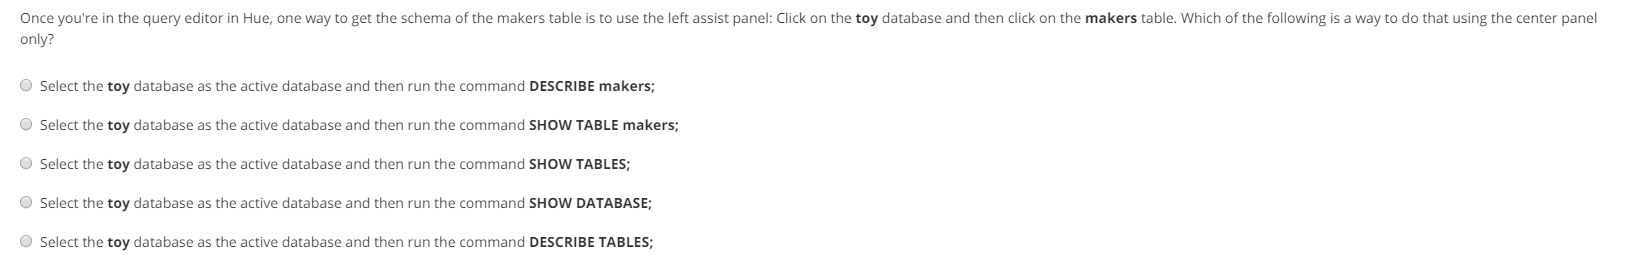 Once you're in the query editor in Hue, one way to get the schema of the makers table is to use the left assist panel: Click on the toy database and then click on the makers table. Which of the following is a way to do that using the center panel
only?
Select the toy database as the active database and then run the command DESCRIBE makers;
Select the toy database as the active database and then run the command SHOW TABLE makers;
Select the toy database as the active database and then run the command SHOW TABLES;
Select the toy database as the active database and then run the command SHOW DATABASE;
Select the toy database as the active database and then run the command DESCRIBE TABLES;